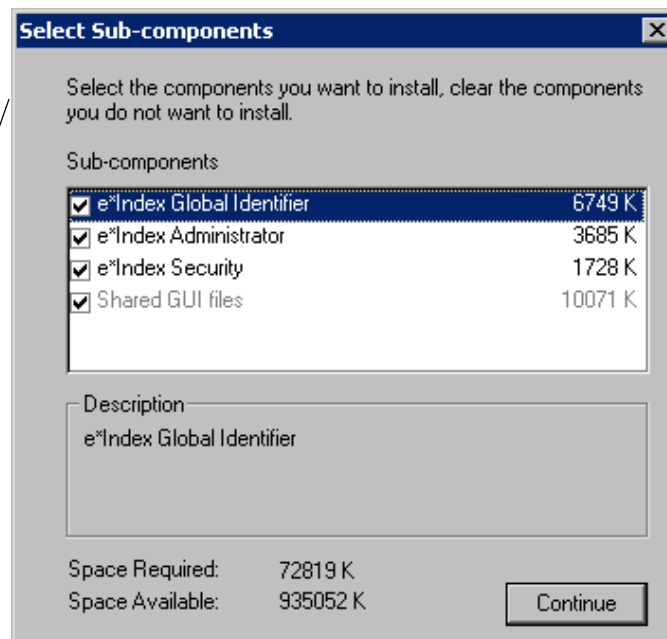 Select Sub-components
Select the components you want to install, clear the components
you do not want to install.
Sub-components
e*Index Global Identifier 6749 K
e*Index Administrator 3685 K
e*Index Security 1728 K
Shared GUI files 10071 K
Description
e*Index Global Identifier
Space Required: 72819 K
Space Available: 935052 K
Continue